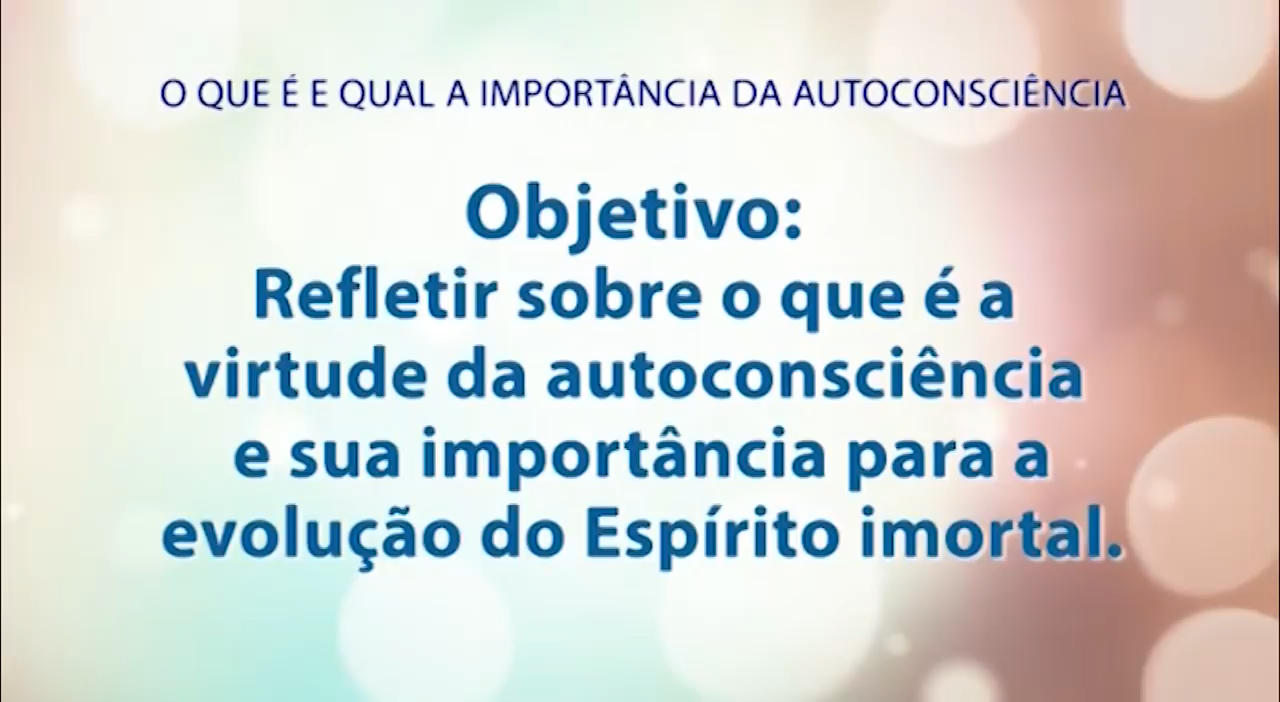 O QUE É E QUAL A IMPORTÂNCIA DA AUTOCONSCIÊNCIA
Objetivo:
Refletir sobre o que é a
virtude da autoconsciência
e sua importância para a
evolução do Espírito imortal.